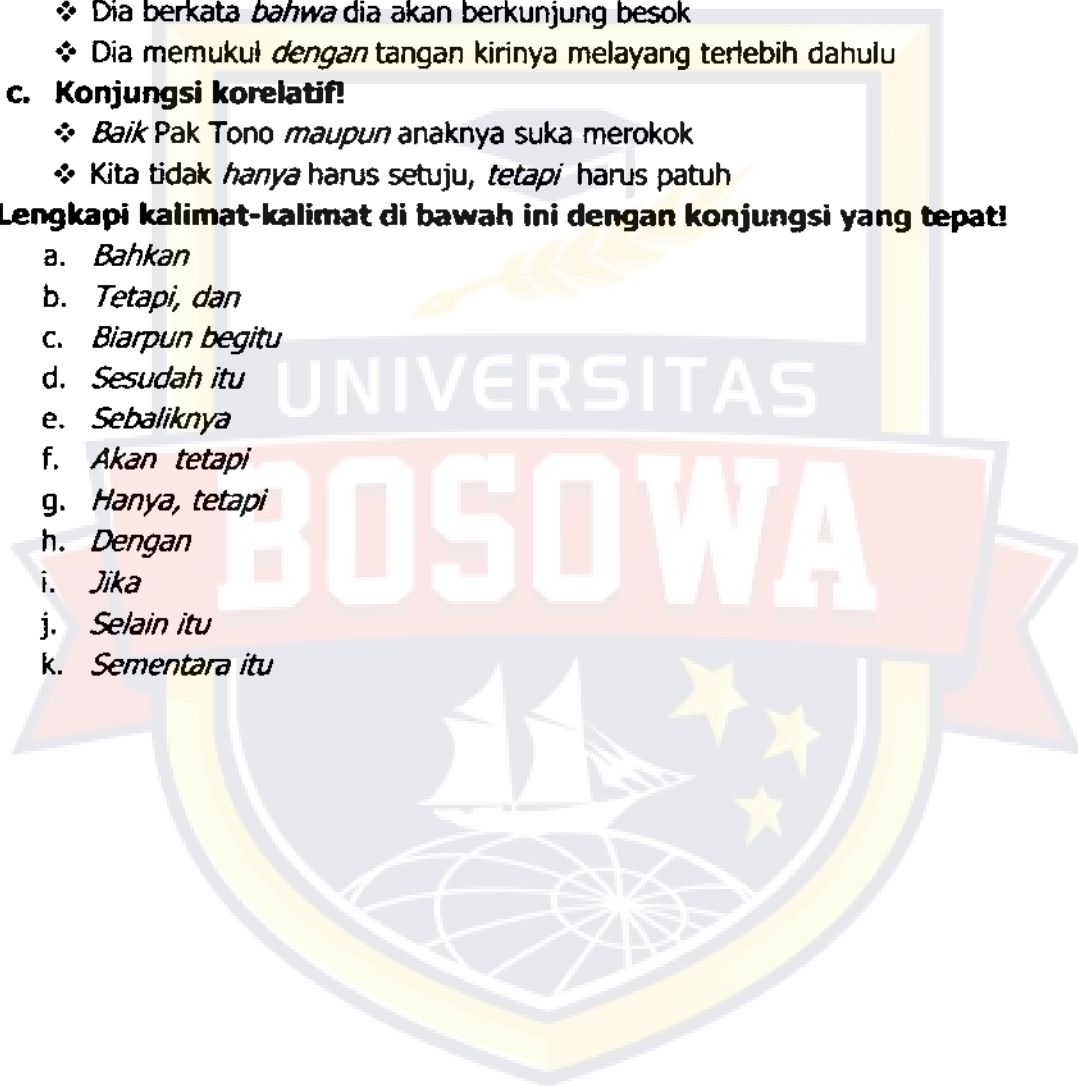 ❖ Dia berkata bahwa dia akan berkunjung besok
❖ Dia memukul dengan tangan kirinya melayang terlebih dahulu
c. Konjungsi korelatif!
❖ Baik Pak Tono maupun anaknya suka merokok
❖ Kita tidak hanya harus setuju, tetapi harus patuh
Lengkapi kalimat-kalimat di bawah ini dengan konjungsi yang tepat!
a. Bahkan
b. Tetapi, dan
c. Biarpun begitu
d. Sesudah itu
e. Sebaliknya
f. Akan tetapi
g. Hanya, tetapi
h. Dengan
i. Jika
j. Selain itu
k. Sementara itu
UNIVERSITAS
BOSOWA